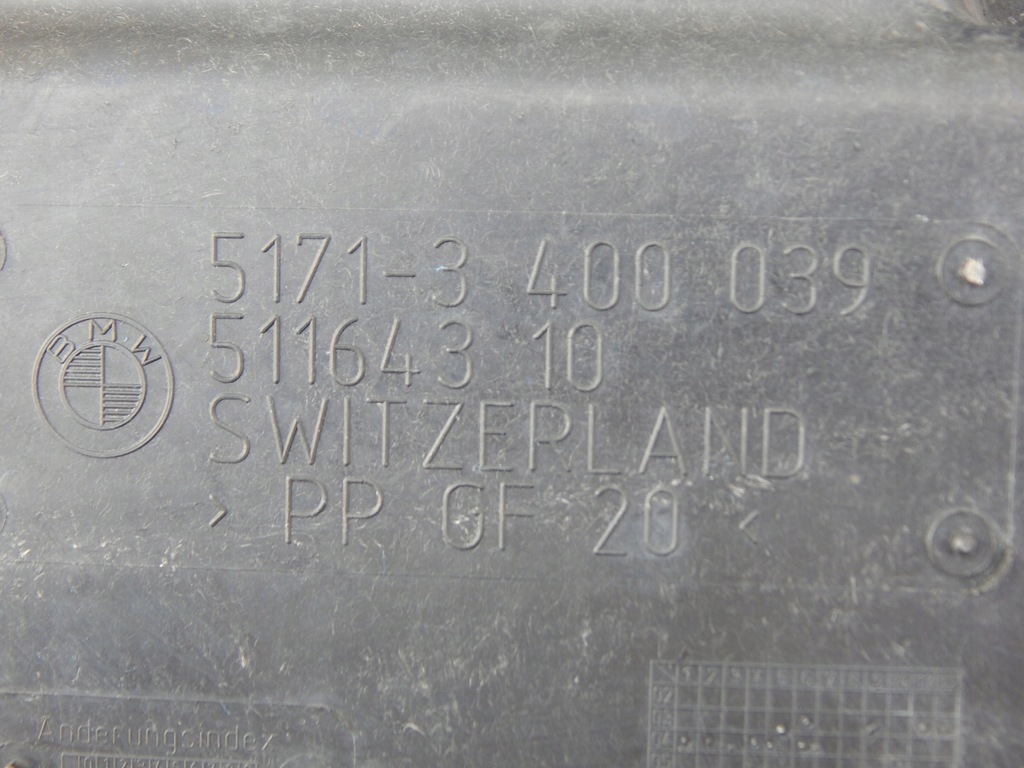 5171-3 400 039
511643 10
BMW
SWITZERLAND
> PP GF 20 <
Änderungsindex